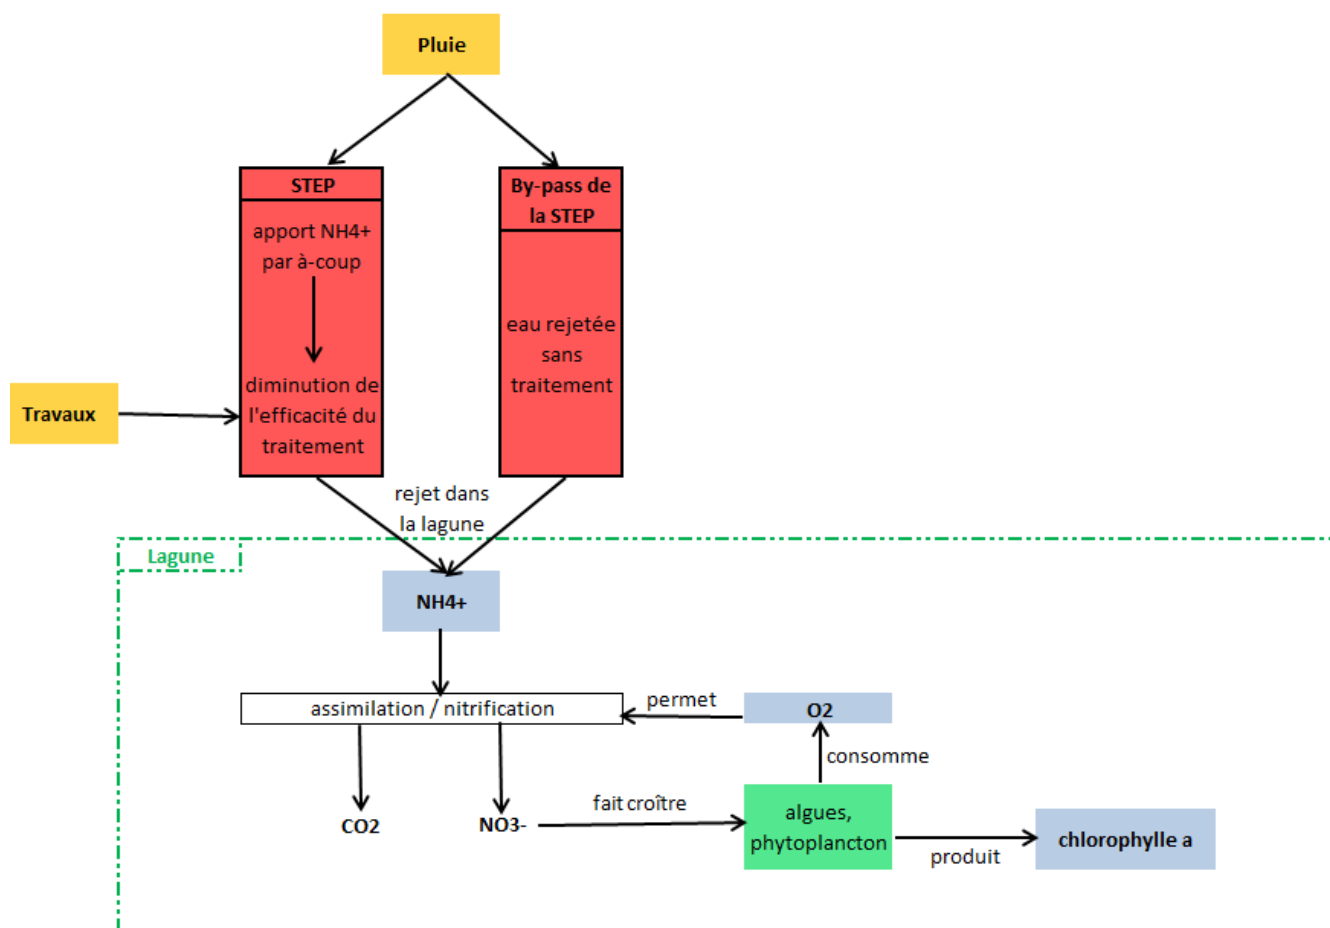 Pluie
STEP
apport NH4+
par à-coup
diminution de
l'efficacité du
traitement
By-pass de
la STEP
eau rejetée
sans
traitement
Travaux
rejet dans
la lagune
Lagune
NH4+
assimilation / nitrification
permet
O2
consomme
CO2
NO3-
fait croître
algues,
phytoplancton
produit
chlorophylle a